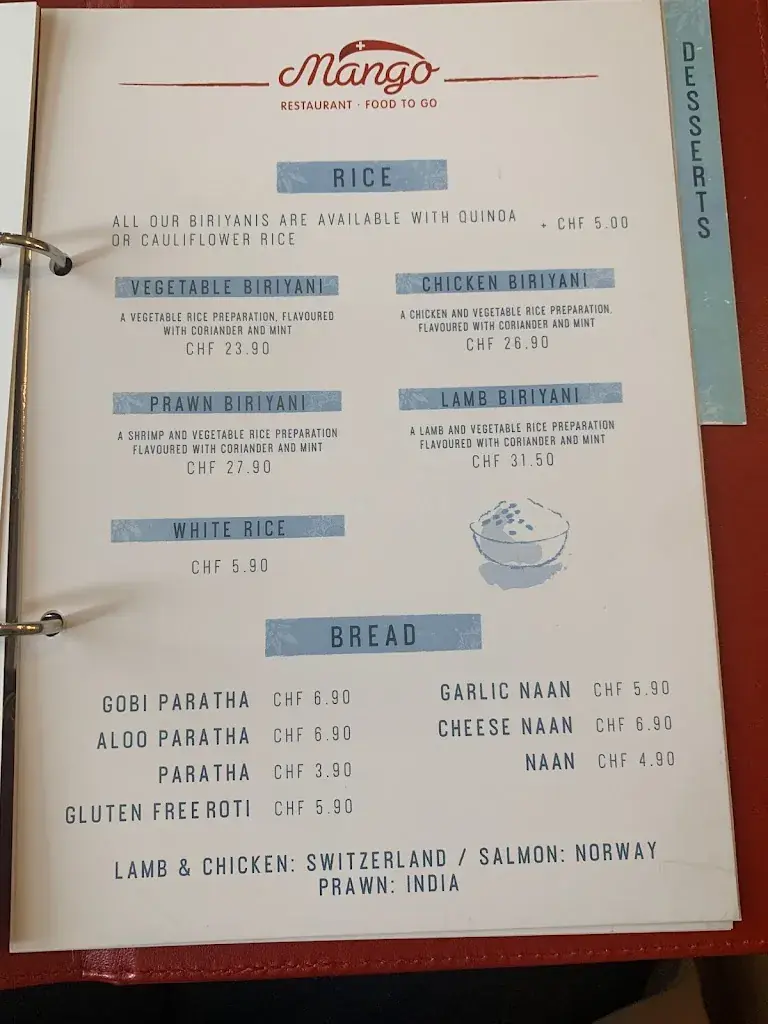 Mango
RESTAURANT · FOOD TO GO
DESSERTS
RICE
ALL OUR BIRIYANIS ARE AVAILABLE WITH QUINOA
OR CAULIFLOWER RICE
+ CHF 5.00
VEGETABLE BIRIYANI
A VEGETABLE RICE PREPARATION, FLAVOURED
WITH CORIANDER AND MINT
CHF 23.90
CHICKEN BIRIYANI
A CHICKEN AND VEGETABLE RICE PREPARATION,
FLAVOURED WITH CORIANDER AND MINT
CHF 26.90
PRAWN BIRIYANI
A SHRIMP AND VEGETABLE RICE PREPARATION
FLAVOURED WITH CORIANDER AND MINT
CHF 27.90
LAMB BIRIYANI
A LAMB AND VEGETABLE RICE PREPARATION
FLAVOURED WITH CORIANDER AND MINT
CHF 31.50
WHITE RICE
CHF 5.90
BREAD
GOBI PARATHA CHF 6.90
ALOO PARATHA CHF 6.90
PARATHA CHF 3.90
GLUTEN FREE ROTI CHF 5.90
GARLIC NAAN CHF 5.90
CHEESE NAAN CHF 6.90
NAAN CHF 4.90
LAMB & CHICKEN: SWITZERLAND / SALMON: NORWAY
PRAWN: INDIA